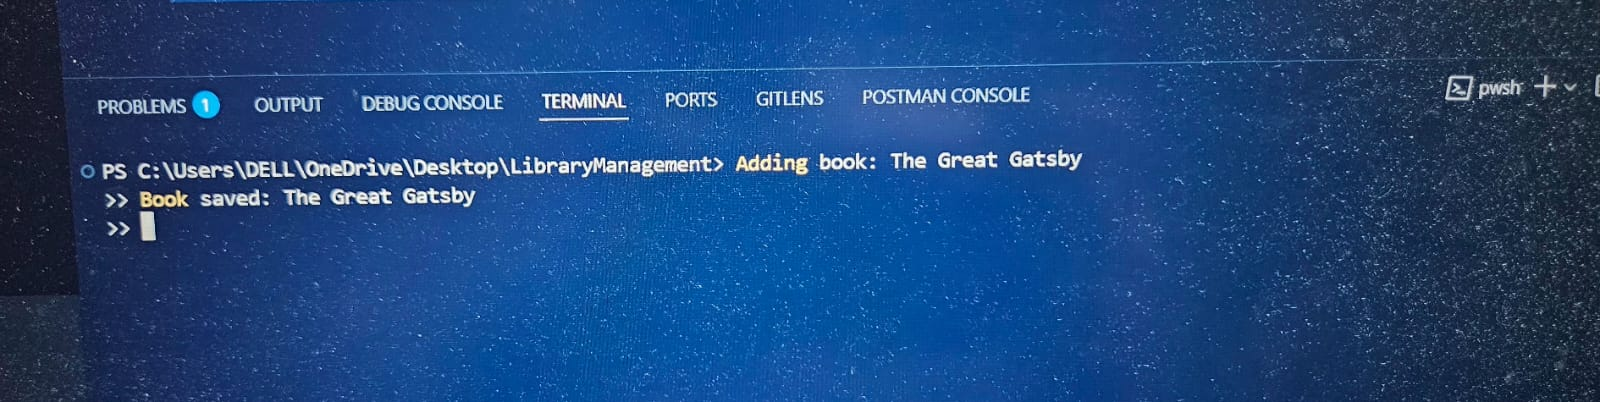 PROBLEMS 1 OUTPUT DEBUG CONSOLE TERMINAL PORTS GITLENS POSTMAN CONSOLE pwsh
PS C:\Users\DELL\OneDrive\Desktop\LibraryManagement> Adding book: The Great Gatsby
>> Book saved: The Great Gatsby
>>